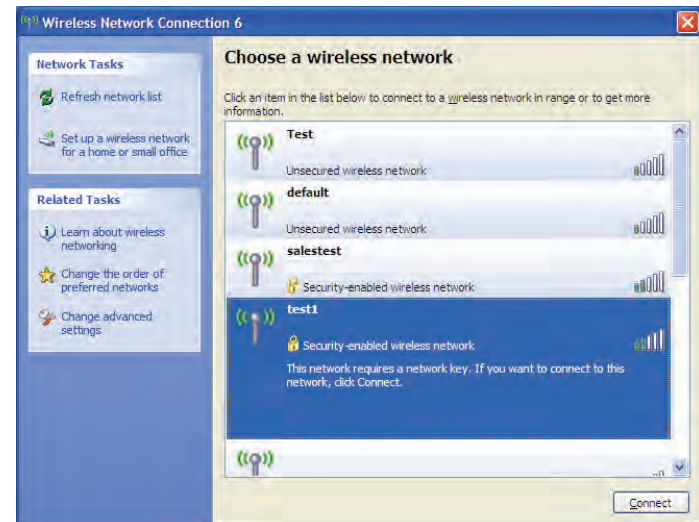 Wireless Network Connection 6
Network Tasks
Refresh network list
Set up a wireless network
for a home or small office
Related Tasks
Learn about wireless
networking
Change the order of
preferred networks
Change advanced
settings
Choose a wireless network
Click an item in the list below to connect to a wireless network in range or to get more
information.
Test
Unsecured wireless network
default
Unsecured wireless network
salestest
Security-enabled wireless network
test1
Security-enabled wireless network
This network requires a network key. If you want to connect to this
network, click Connect.
Connect